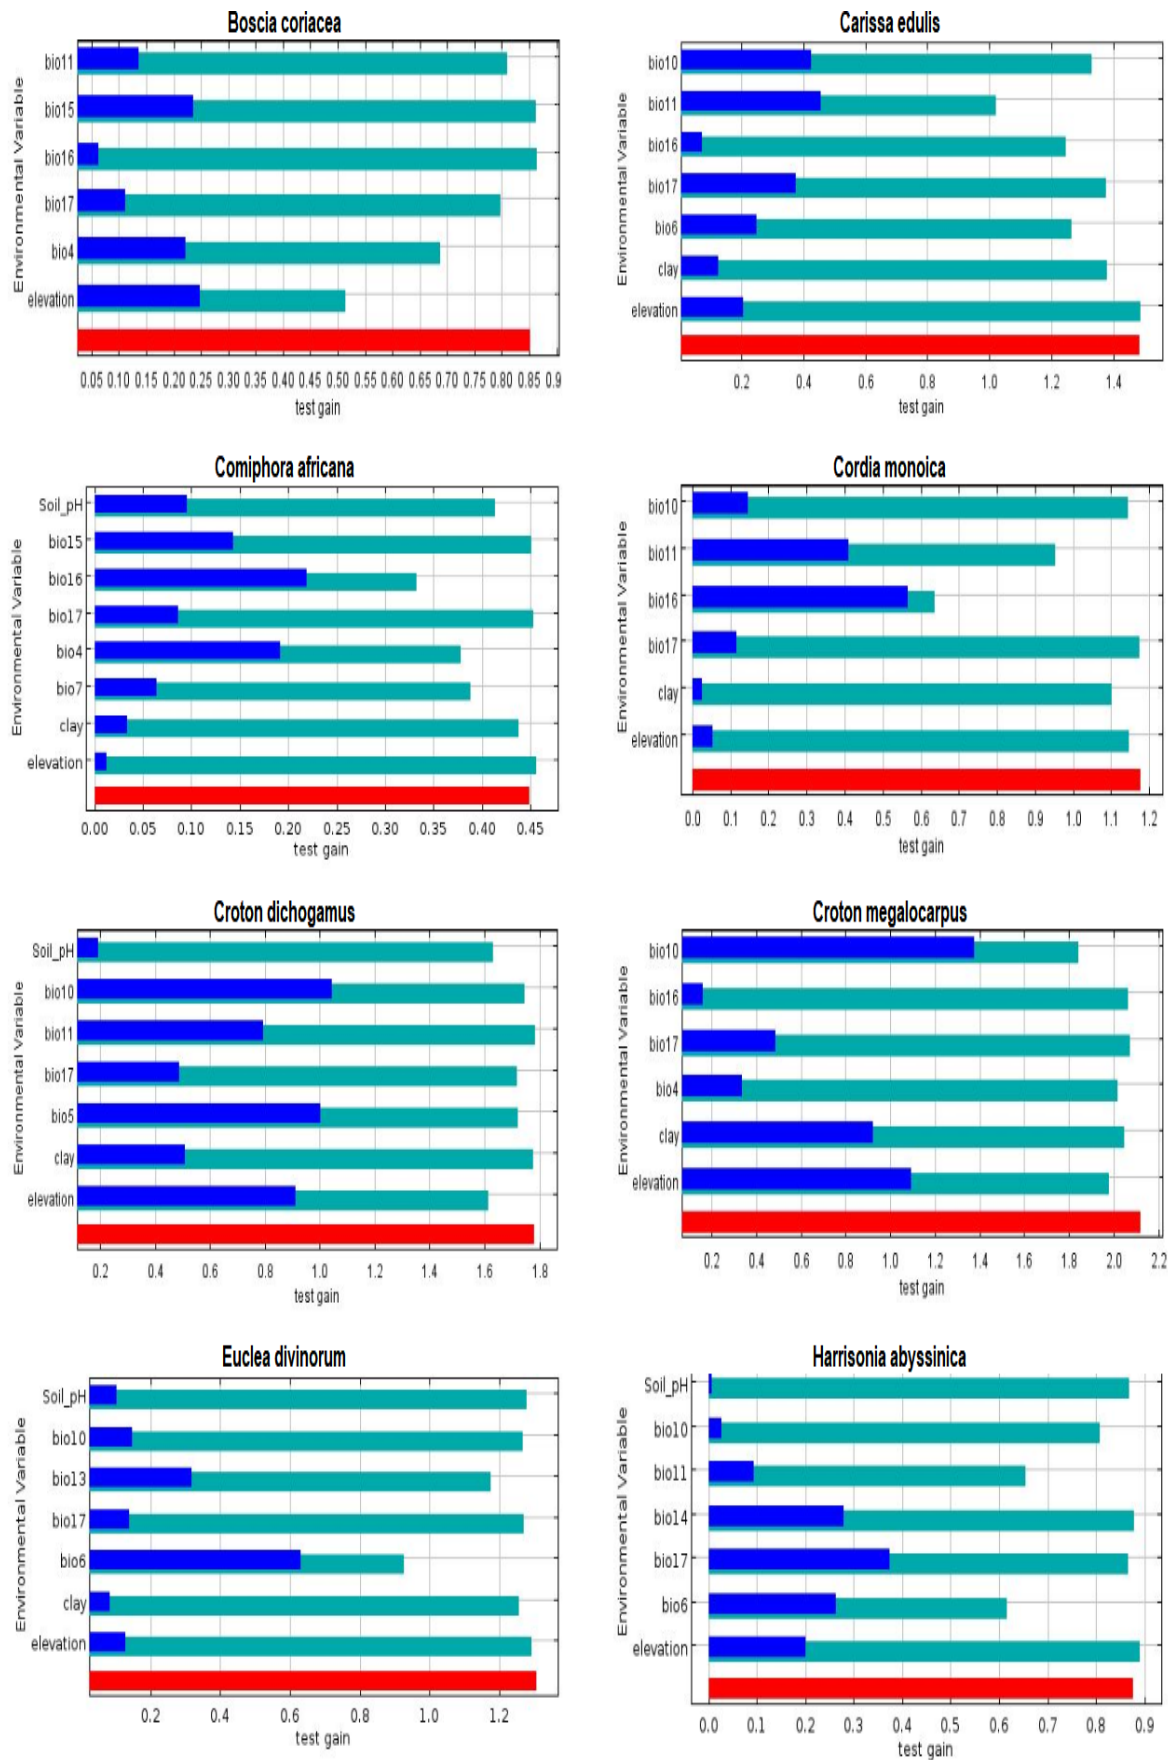 Boscia coriacea
Environmental Variable
bio11
bio15
bio16
bio17
bio4
elevation
0.05 0.10 0.15 0.20 0.25 0.30 0.35 0.40 0.45 0.50 0.55 0.60 0.65 0.70 0.75 0.80 0.85 0.9
test gain
Carissa edulis
Environmental Variable
bio10
bio11
bio16
bio17
bio6
clay
elevation
0.2 0.4 0.6 0.8 1.0 1.2 1.4
test gain
Comiphora africana
Environmental Variable
Soil_pH
bio15
bio16
bio17
bio4
bio7
clay
elevation
0.00 0.05 0.10 0.15 0.20 0.25 0.30 0.35 0.40 0.45
test gain
Cordia monoica
Environmental Variable
bio10
bio11
bio16
bio17
clay
elevation
0.0 0.1 0.2 0.3 0.4 0.5 0.6 0.7 0.8 0.9 1.0 1.1 1.2
test gain
Croton dichogamus
Environmental Variable
Soil_pH
bio10
bio11
bio17
bio5
clay
elevation
0.2 0.4 0.6 0.8 1.0 1.2 1.4 1.6 1.8
test gain
Croton megalocarpus
Environmental Variable
bio10
bio16
bio17
bio4
clay
elevation
0.2 0.4 0.6 0.8 1.0 1.2 1.4 1.6 1.8 2.0 2.2
test gain
Euclea divinorum
Environmental Variable
Soil_pH
bio10
bio13
bio17
bio6
clay
elevation
0.2 0.4 0.6 0.8 1.0 1.2
test gain
Harrisonia abyssinica
Environmental Variable
Soil_pH
bio10
bio11
bio14
bio17
bio6
elevation
0.0 0.1 0.2 0.3 0.4 0.5 0.6 0.7 0.8 0.9
test gain